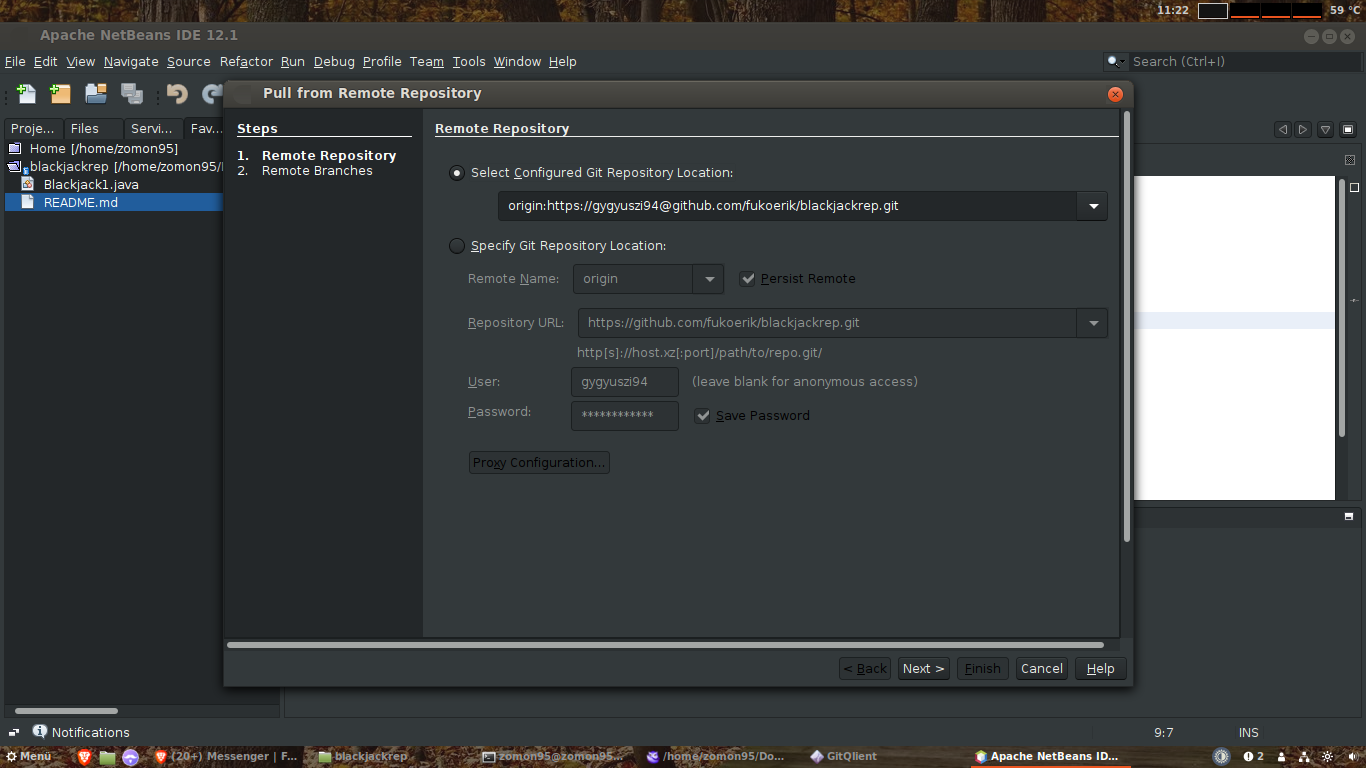 11:22
59 °C
Apache NetBeans IDE 12.1
File Edit View Navigate Source Refactor Run Debug Profile Team Tools Window Help
Search (Ctrl+I)
Pull from Remote Repository
Proje... Files Servi... Fav...
Home [/home/zomon95]
blackjackrep [/home/zomon95/
Blackjack1.java
README.md
Steps
1. Remote Repository
2. Remote Branches
Remote Repository
Select Configured Git Repository Location:
origin:https://gygyuszi94@github.com/fukoerik/blackjackrep.git
Specify Git Repository Location:
Remote Name: origin Persist Remote
Repository URL: https://github.com/fukoerik/blackjackrep.git
http[s]://host.xz[:port]/path/to/repo.git/
User: gygyuszi94 (leave blank for anonymous access)
Password: ************ Save Password
Proxy Configuration...
< Back Next > Finish Cancel Help
Notifications
9:7 INS
Menü (20+) Messenger | F... blackjackrep zomon95@zomon95... /home/zomon95/Do... GitQlient Apache NetBeans ID... 2